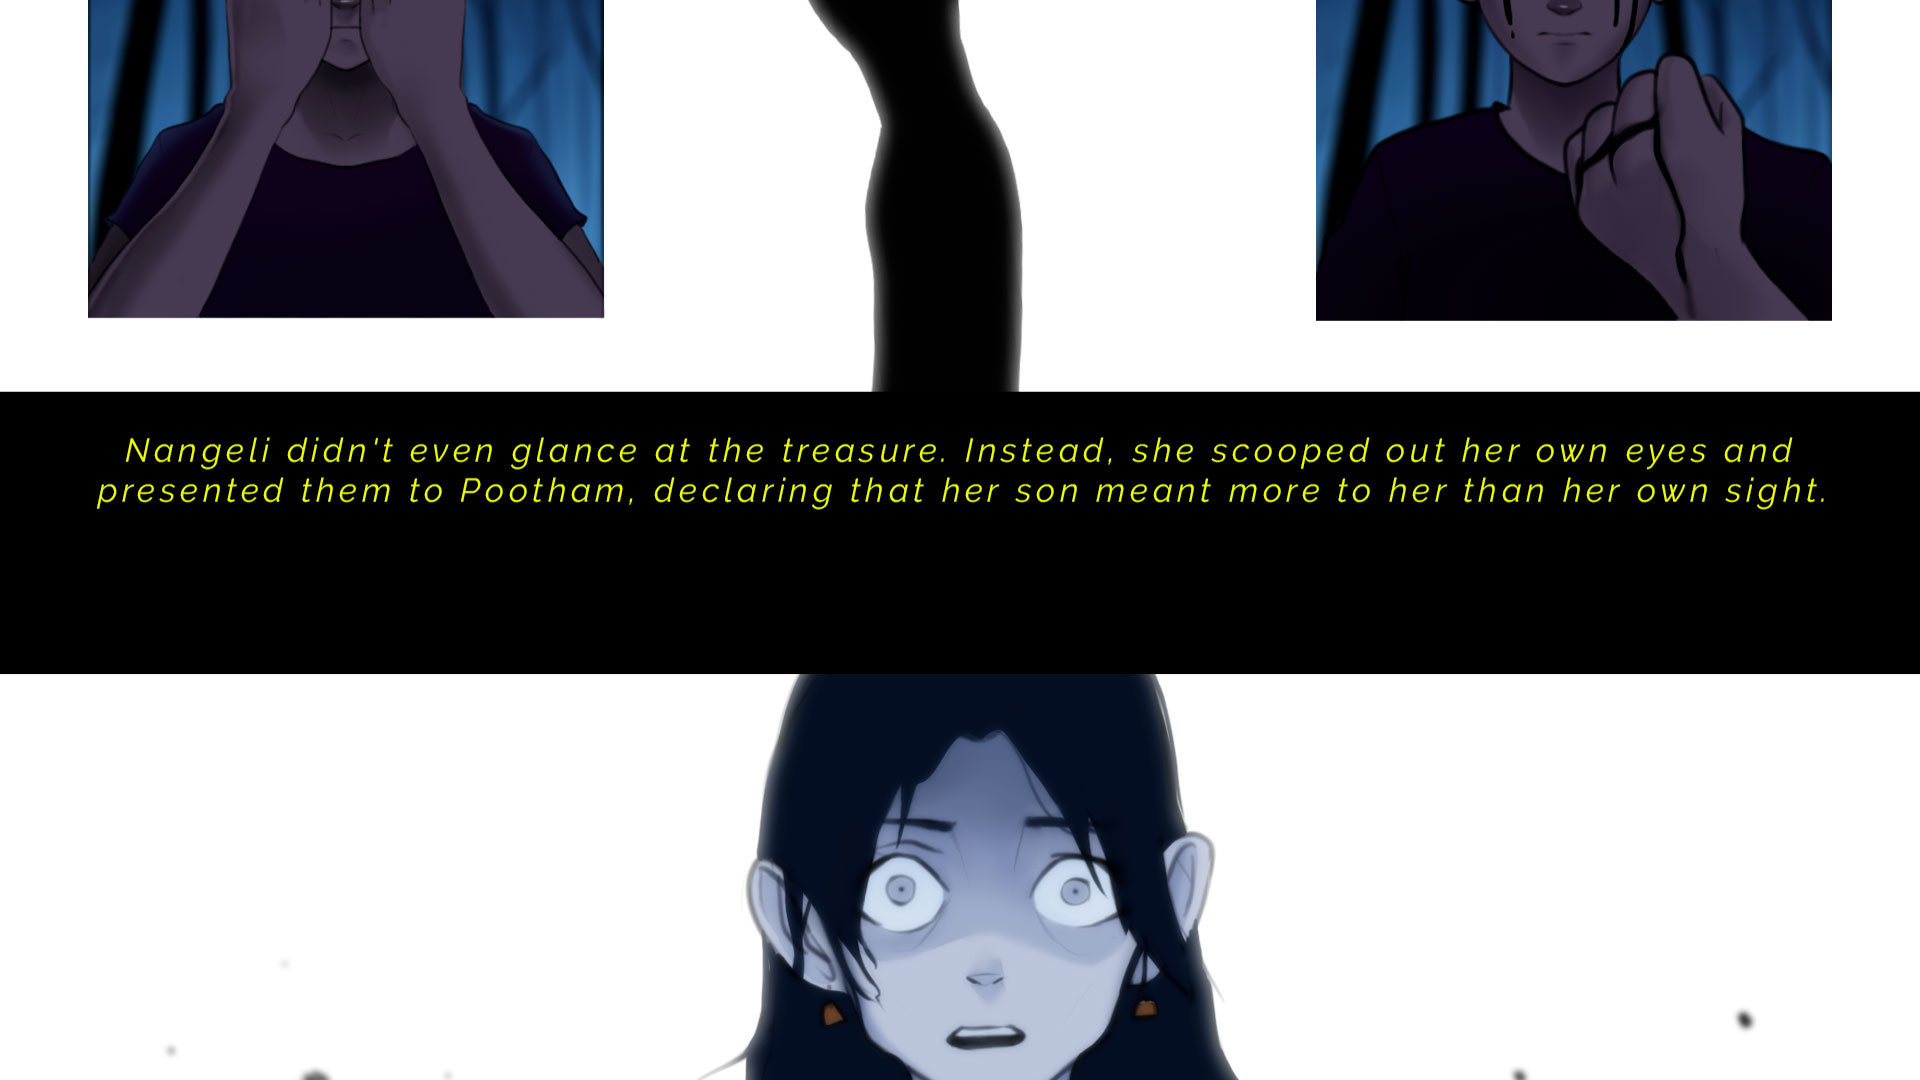 Nangeli didn't even glance at the treasure. Instead, she scooped out her own eyes and
presented them to Pootham, declaring that her son meant more to her than her own sight.